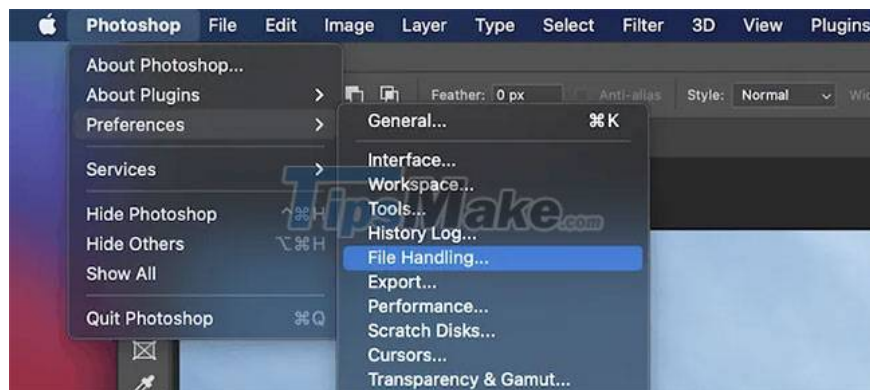 Photoshop File Edit Image Layer Type Select Filter 3D View Plugins
About Photoshop...
About Plugins
Feather: 0 px Anti-alias Style: Normal
Preferences
General... ⌘K
Interface...
Services
Workspace...
TipsMake.com
Hide Photoshop ^⌘H
Tools...
History Log...
Hide Others ⌥⌘H
File Handling...
Show All
Export...
Performance...
Quit Photoshop ⌘Q
Scratch Disks...
Cursors...
Transparency & Gamut...